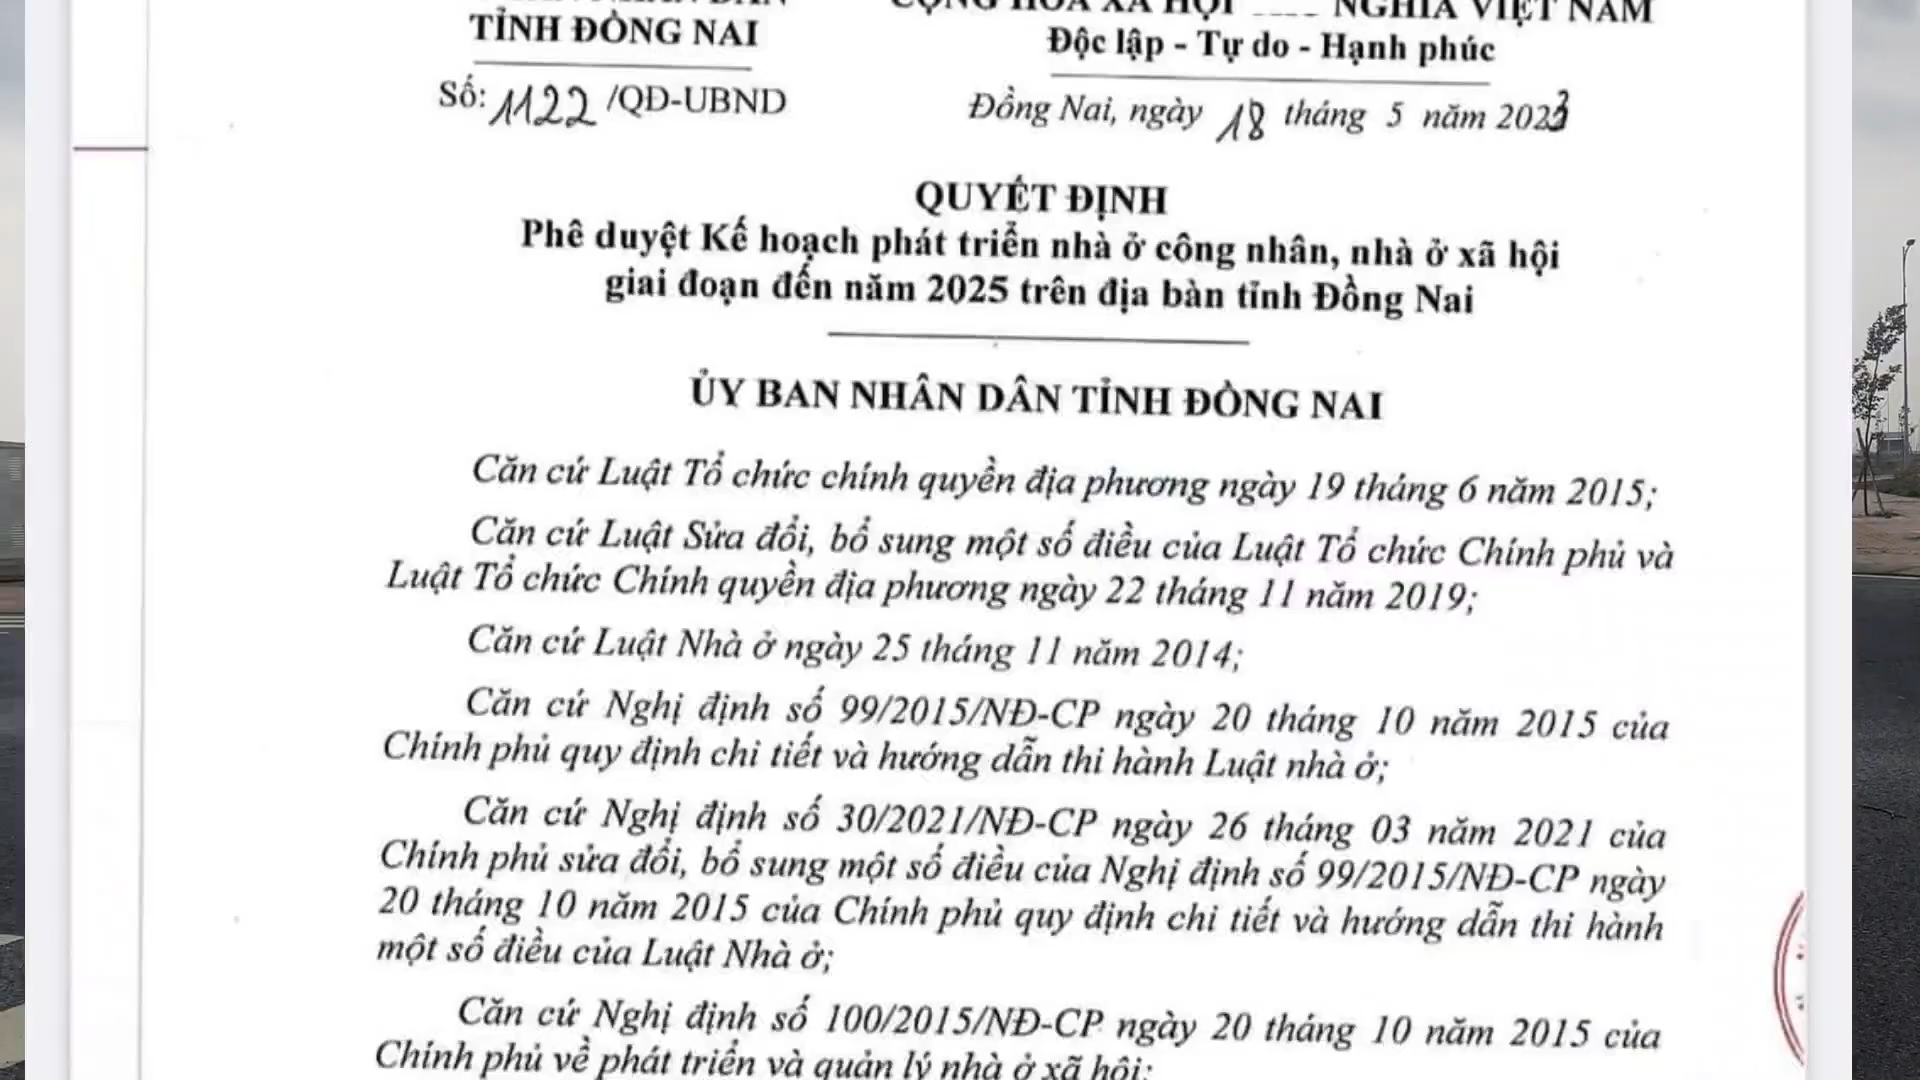 TỈNH ĐỒNG NAI
NGHĨA VIỆT NAM
Độc lập - Tự do - Hạnh phúc
Số: 1122 /QĐ-UBND
Đồng Nai, ngày 18 tháng 5 năm 2023
QUYẾT ĐỊNH
Phê duyệt Kế hoạch phát triển nhà ở công nhân, nhà ở xã hội
giai đoạn đến năm 2025 trên địa bàn tỉnh Đồng Nai
ỦY BAN NHÂN DÂN TỈNH ĐỒNG NAI
Căn cứ Luật Tổ chức chính quyền địa phương ngày 19 tháng 6 năm 2015;
Căn cứ Luật Sửa đổi, bổ sung một số điều của Luật Tổ chức Chính phủ và
Luật Tổ chức Chính quyền địa phương ngày 22 tháng 11 năm 2019;
Căn cứ Luật Nhà ở ngày 25 tháng 11 năm 2014;
Căn cứ Nghị định số 99/2015/NĐ-CP ngày 20 tháng 10 năm 2015 của
Chính phủ quy định chi tiết và hướng dẫn thi hành Luật nhà ở;
Căn cứ Nghị định số 30/2021/NĐ-CP ngày 26 tháng 03 năm 2021 của
Chính phủ sửa đổi, bổ sung một số điều của Nghị định số 99/2015/NĐ-CP ngày
20 tháng 10 năm 2015 của Chính phủ quy định chi tiết và hướng dẫn thi hành
một số điều của Luật Nhà ở;
Căn cứ Nghị định số 100/2015/NĐ-CP ngày 20 tháng 10 năm 2015 của
Chính phủ về phát triển và quản lý nhà ở xã hội;